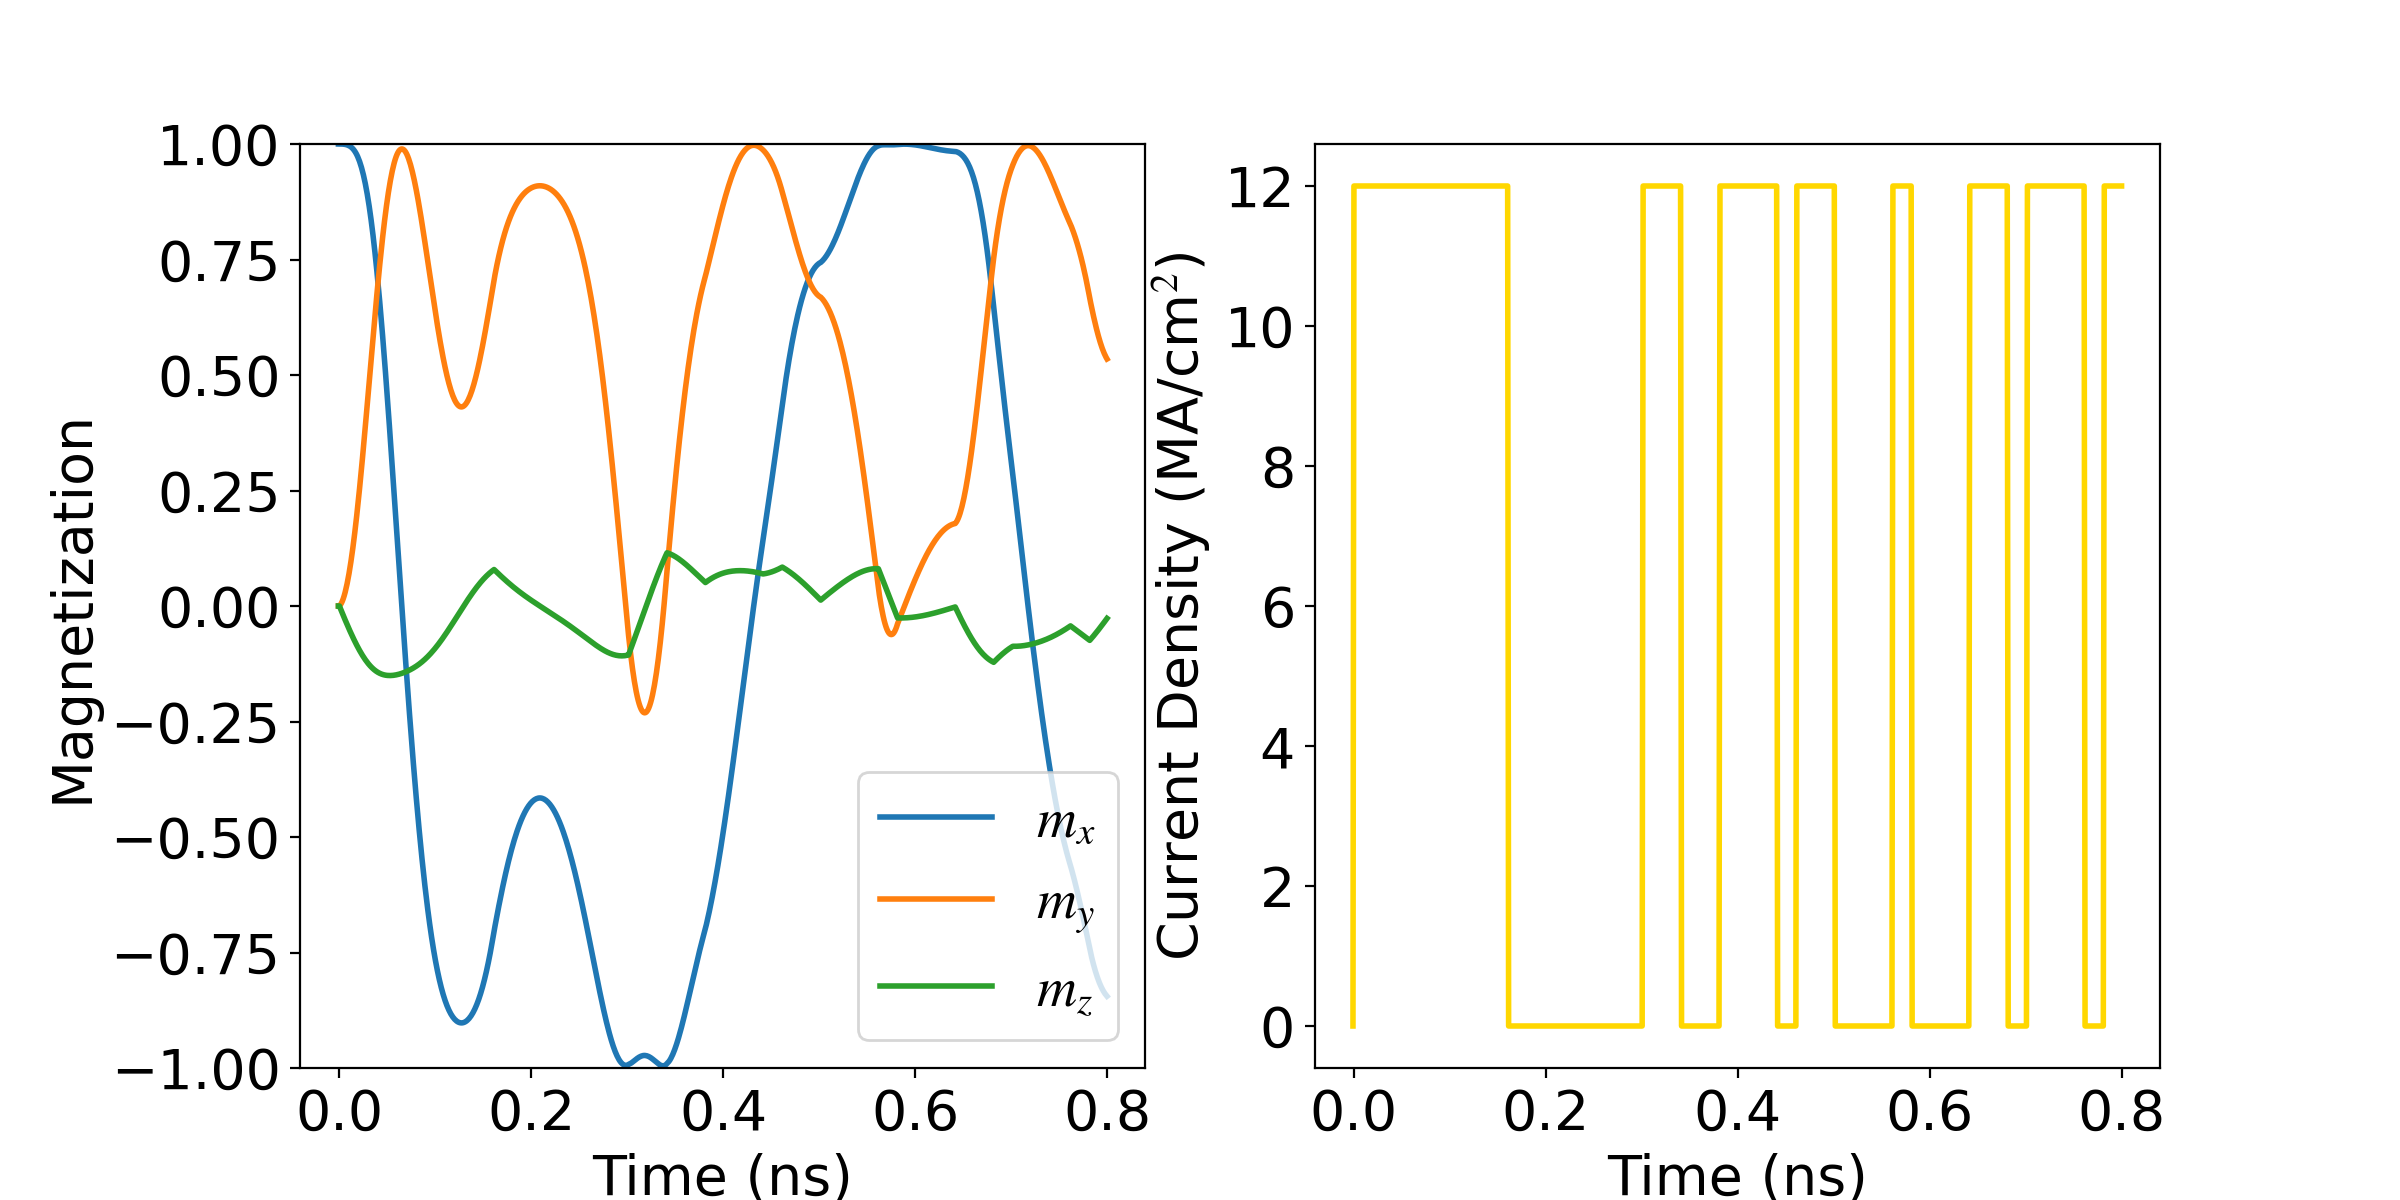 Magnetization
1.00
0.75
0.50
0.25
0.00
−0.25
−0.50
−0.75
−1.00
0.0 0.2 0.4 0.6 0.8
Time (ns)
m_x
m_y
m_z
Current Density (MA/cm²)
12
10
8
6
4
2
0
0.0 0.2 0.4 0.6 0.8
Time (ns)